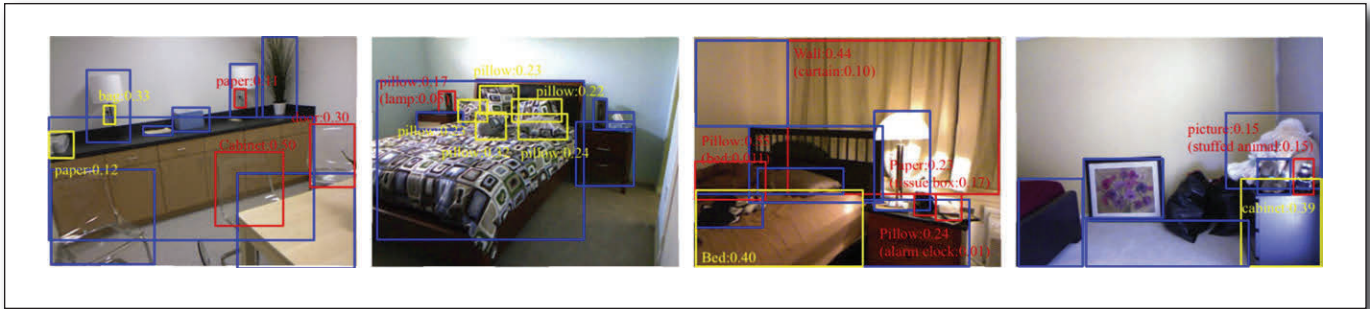 paper:0.11
bag:0.33
door:0.30
Cabinet:0.30
paper:0.12
pillow:0.23
pillow:0.17
(lamp:0.05)
pillow:0.22
pillow:0.22
pillow:0.24
Wall:0.44
(curtain:0.10)
(bed:0.011)
Paper:0.23
(tissue box:0.17)
Pillow:0.24
(alarm clock:0.01)
Bed:0.40
picture:0.15
(stuffed animal:0.15)
cabinet:0.39